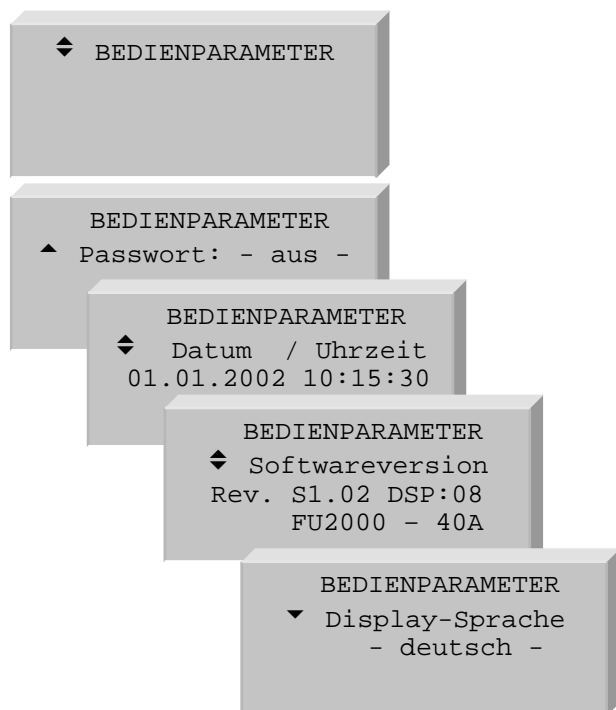 BEDIENPARAMETER
BEDIENPARAMETER
Passwort: - aus -
BEDIENPARAMETER
Datum / Uhrzeit
01.01.2002 10:15:30
BEDIENPARAMETER
Softwareversion
Rev. S1.02 DSP:08
FU2000 – 40A
BEDIENPARAMETER
Display-Sprache
- deutsch -